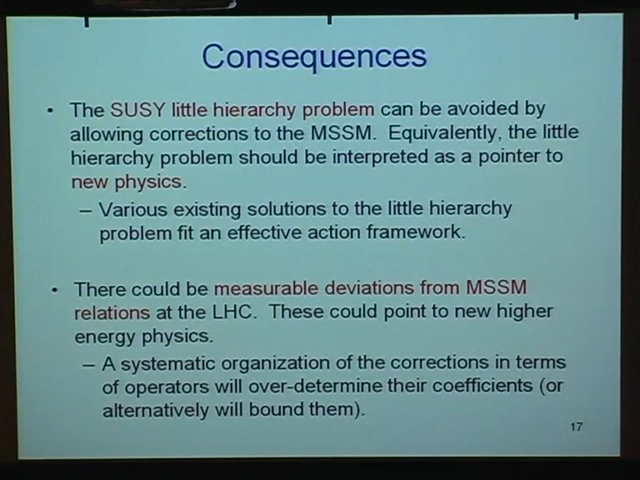 Consequences
• The SUSY little hierarchy problem can be avoided by
allowing corrections to the MSSM. Equivalently, the little
hierarchy problem should be interpreted as a pointer to
new physics.
– Various existing solutions to the little hierarchy
problem fit an effective action framework.
• There could be measurable deviations from MSSM
relations at the LHC. These could point to new higher
energy physics.
– A systematic organization of the corrections in terms
of operators will over-determine their coefficients (or
alternatively will bound them).
17